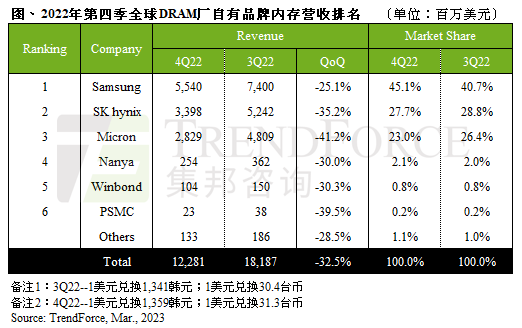 图、2022年第四季全球DRAM厂自有品牌内存营收排名 （单位：百万美元）
Ranking Company Revenue Market Share
4Q22 3Q22 QoQ 4Q22 3Q22
1 Samsung 5,540 7,400 -25.1% 45.1% 40.7%
2 SK hynix 3,398 5,242 -35.2% 27.7% 28.8%
3 Micron 2,829 4,809 -41.2% 23.0% 26.4%
4 Nanya 254 362 -30.0% 2.1% 2.0%
5 Winbond 104 150 -30.3% 0.8% 0.8%
6 PSMC 23 38 -39.5% 0.2% 0.2%
Others 133 186 -28.5% 1.1% 1.0%
Total 12,281 18,187 -32.5% 100.0% 100.0%
TRENDFORCE
集邦咨询
备注1：3Q22--1美元兑换1,341韩元；1美元兑换30.4台币
备注2：4Q22--1美元兑换1,359韩元；1美元兑换31.3台币
Source: TrendForce, Mar., 2023